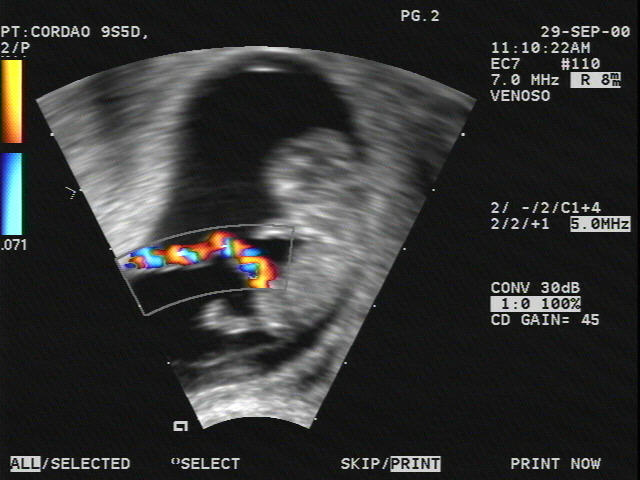 PG.2
PT:CORDAO 9S5D,
2/P
29-SEP-00
11:10:22AM
EC7 #110
7.0 MHz R 8mm
VENOSO
.071
2/ -/2/C1+4
2/2/+1 5.0MHz
CONV 30dB
1:0 100%
CD GAIN= 45
ALL/SELECTED SELECT SKIP/PRINT PRINT NOW